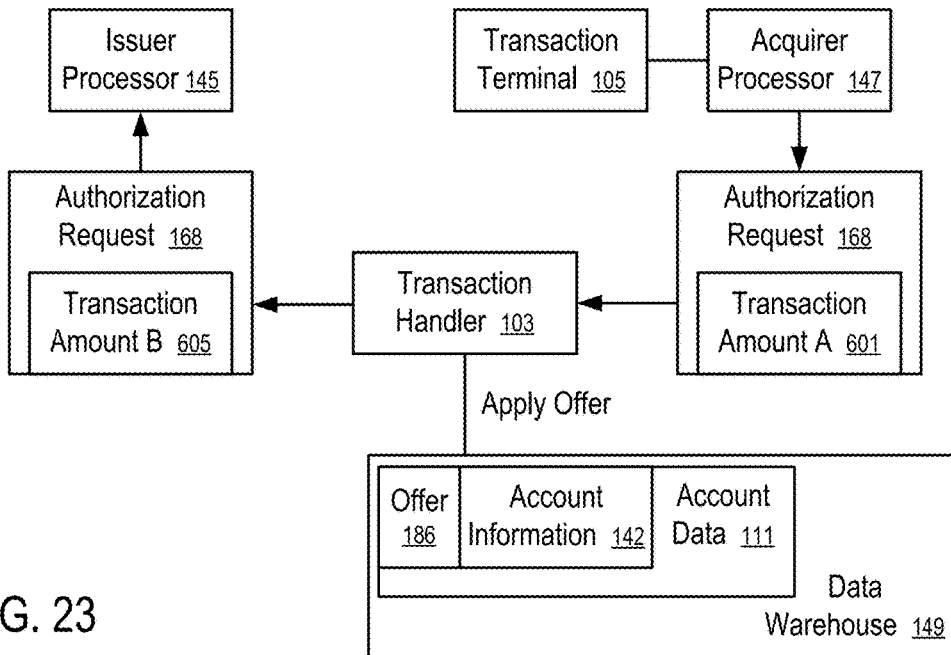 Issuer
Processor 145
Transaction
Terminal 105
Acquirer
Processor 147
Authorization
Request 168
Transaction
Amount B 605
Transaction
Handler 103
Authorization
Request 168
Transaction
Amount A 601
Apply Offer
Offer
186
Account
Information 142
Account
Data 111
Data
Warehouse 149
G. 23